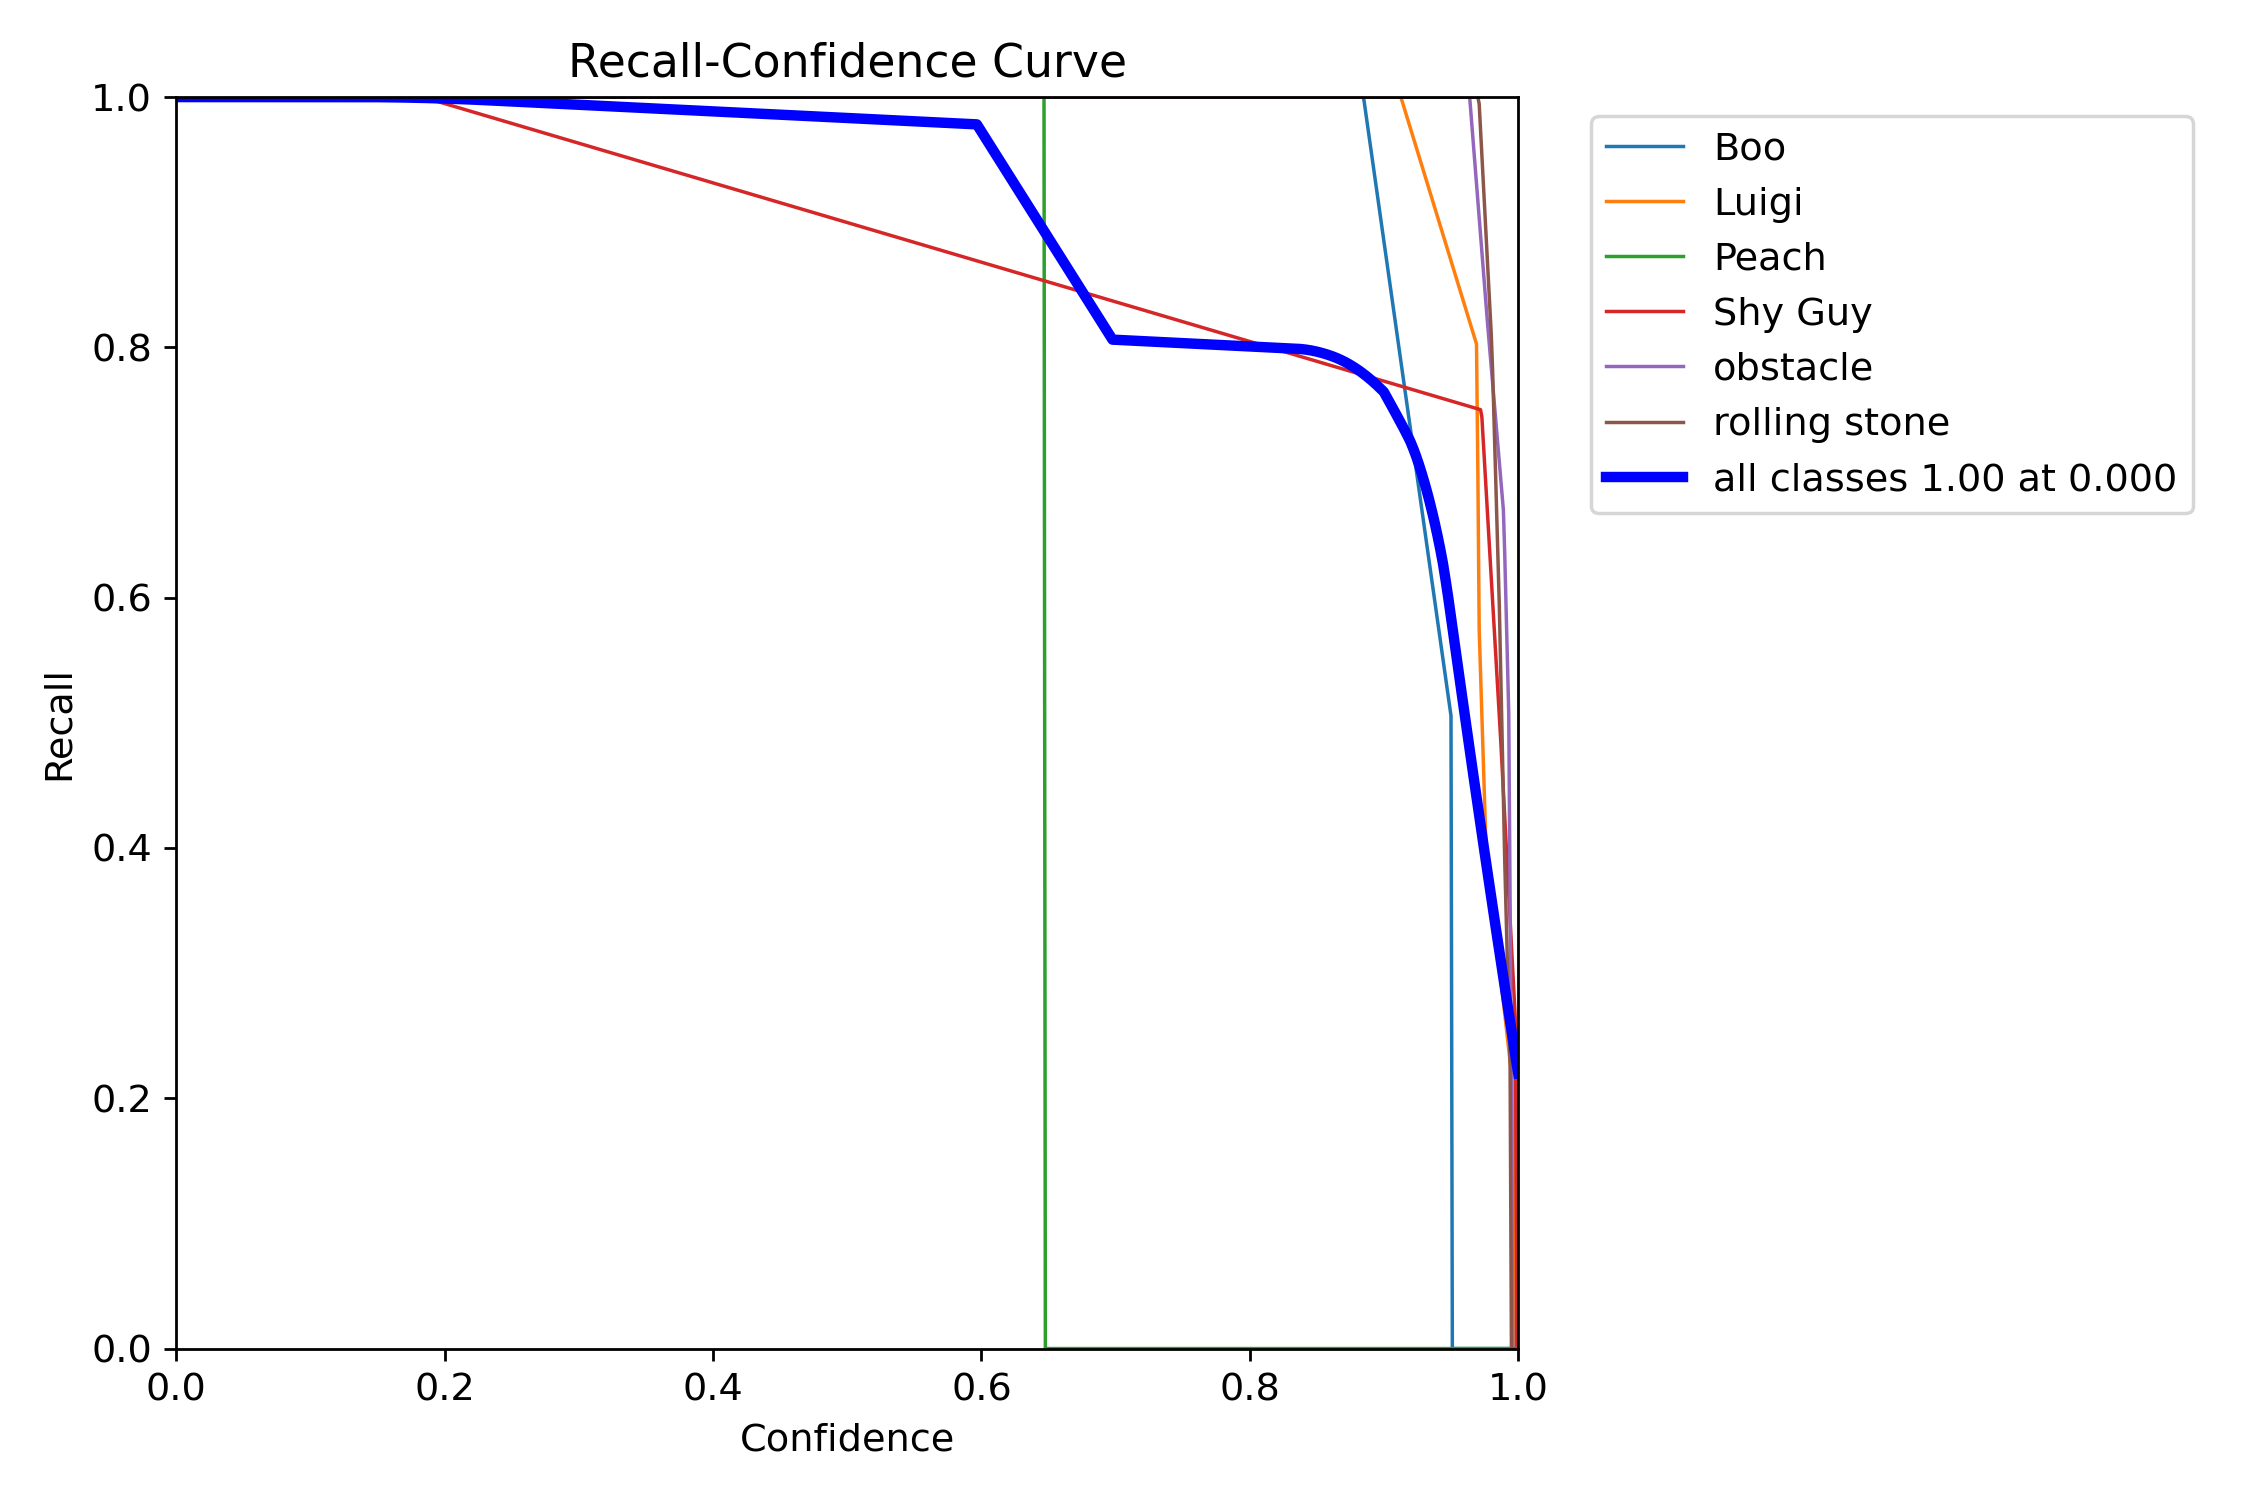 Recall-Confidence Curve
1.0
0.8
0.6
0.4
0.2
0.0
Recall
0.0 0.2 0.4 0.6 0.8 1.0
Confidence
Boo
Luigi
Peach
Shy Guy
obstacle
rolling stone
all classes 1.00 at 0.000